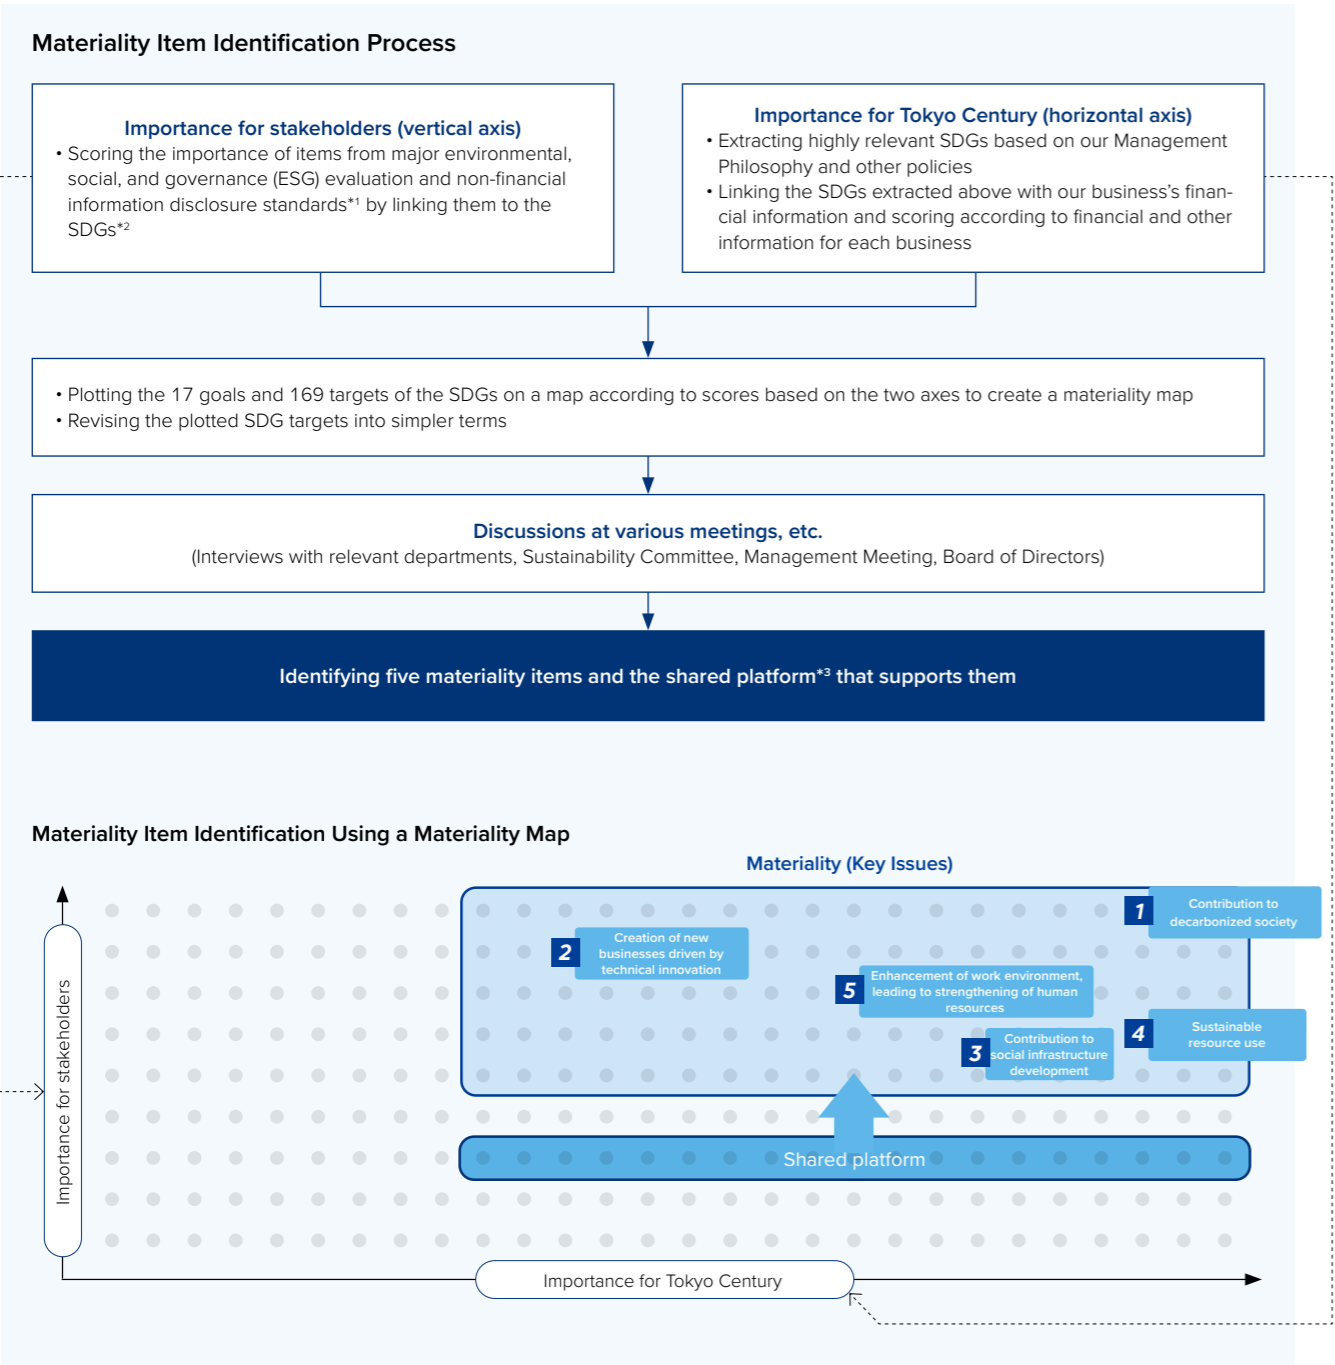 Materiality Item Identification Process
Importance for stakeholders (vertical axis)
• Scoring the importance of items from major environmental,
social, and governance (ESG) evaluation and non-financial
information disclosure standards*1 by linking them to the
SDGs*2
Importance for Tokyo Century (horizontal axis)
• Extracting highly relevant SDGs based on our Management
Philosophy and other policies
• Linking the SDGs extracted above with our business's finan-
cial information and scoring according to financial and other
information for each business
• Plotting the 17 goals and 169 targets of the SDGs on a map according to scores based on the two axes to create a materiality map
• Revising the plotted SDG targets into simpler terms
Discussions at various meetings, etc.
(Interviews with relevant departments, Sustainability Committee, Management Meeting, Board of Directors)
Identifying five materiality items and the shared platform*3 that supports them
Materiality Item Identification Using a Materiality Map
Materiality (Key Issues)
1
Contribution to
decarbonized society
2
Creation of new
businesses driven by
technical innovation
5
Enhancement of work environment,
leading to strengthening of human
resources
4
Sustainable
resource use
3
Contribution to
social infrastructure
development
Shared platform
Importance for stakeholders
Importance for Tokyo Century